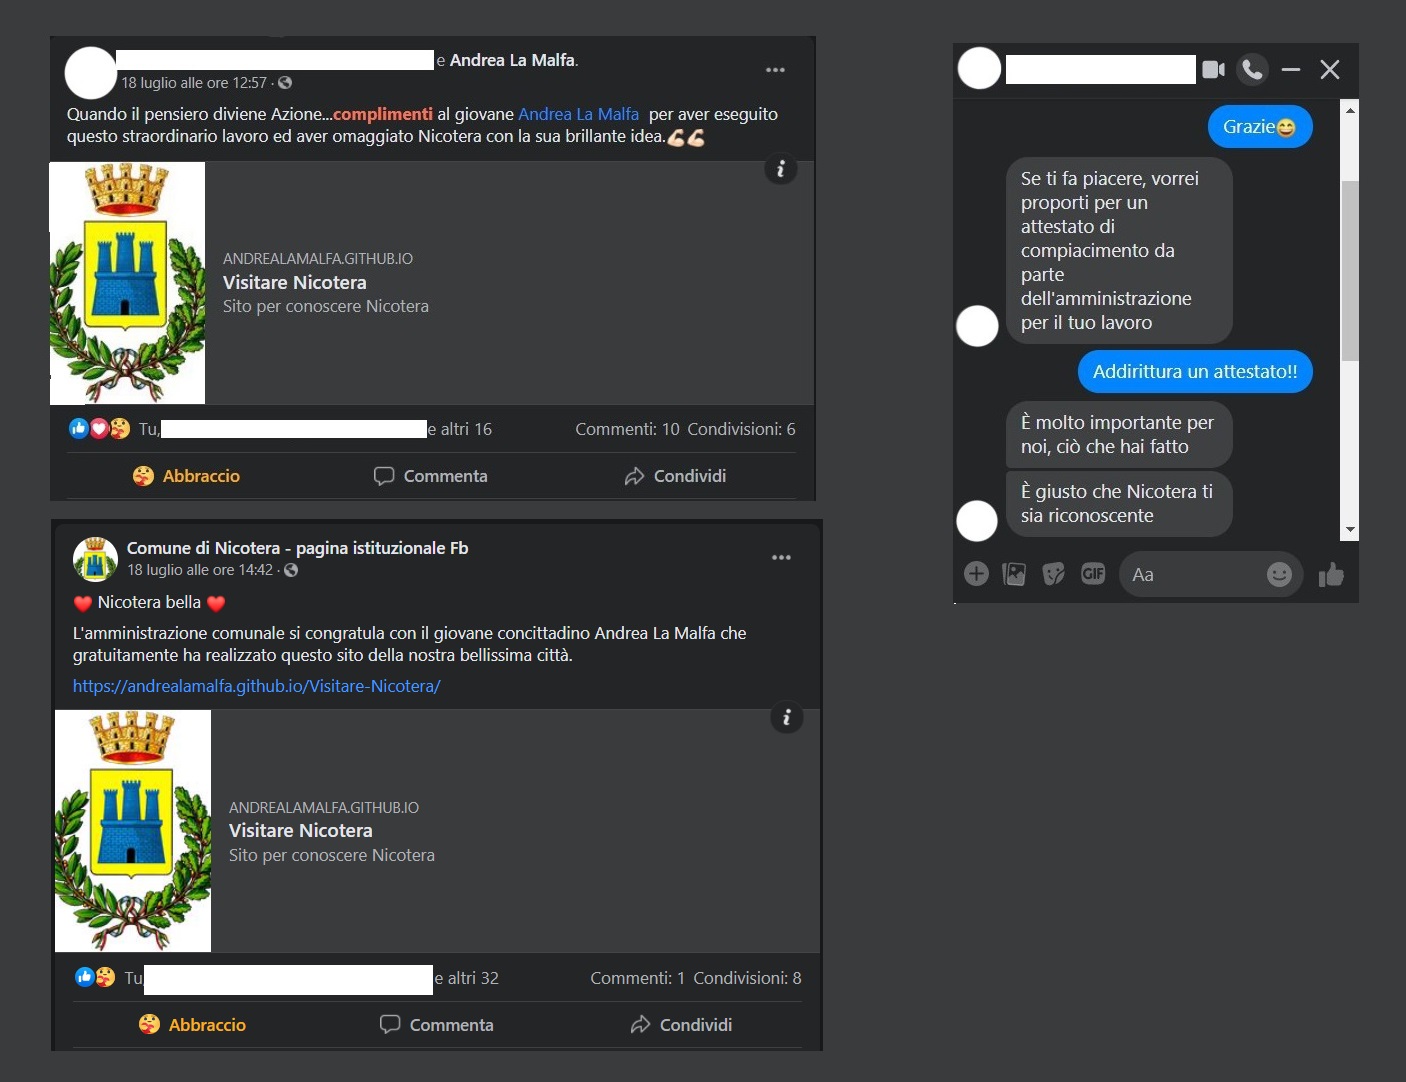 e Andrea La Malfa.
18 luglio alle ore 12:57 ·
Quando il pensiero diviene Azione...complimenti al giovane Andrea La Malfa per aver eseguito
questo straordinario lavoro ed aver omaggiato Nicotera con la sua brillante idea.💪🏻💪🏻
i
ANDREALAMALFA.GITHUB.IO
Visitare Nicotera
Sito per conoscere Nicotera
Tu, e altri 16 Commenti: 10 Condivisioni: 6
Abbraccio Commenta Condividi
Comune di Nicotera - pagina istituzionale Fb
18 luglio alle ore 14:42 ·
❤️ Nicotera bella ❤️
L'amministrazione comunale si congratula con il giovane concittadino Andrea La Malfa che
gratuitamente ha realizzato questo sito della nostra bellissima città.
https://andrealamalfa.github.io/Visitare-Nicotera/
i
ANDREALAMALFA.GITHUB.IO
Visitare Nicotera
Sito per conoscere Nicotera
Tu, e altri 32 Commenti: 1 Condivisioni: 8
Abbraccio Commenta Condividi
Grazie😄
Se ti fa piacere, vorrei
proporti per un
attestato di
compiacimento da
parte
dell'amministrazione
per il tuo lavoro
Addirittura un attestato!!
È molto importante per
noi, ciò che hai fatto
È giusto che Nicotera ti
sia riconoscente
GIF Aa